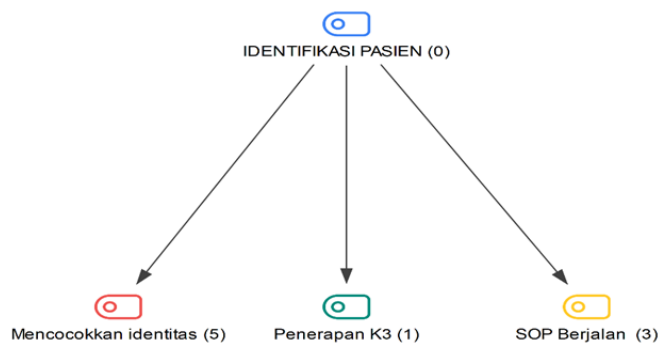 IDENTIFIKASI PASIEN (0)
Mencocokkan identitas (5)
Penerapan K3 (1)
SOP Berjalan (3)